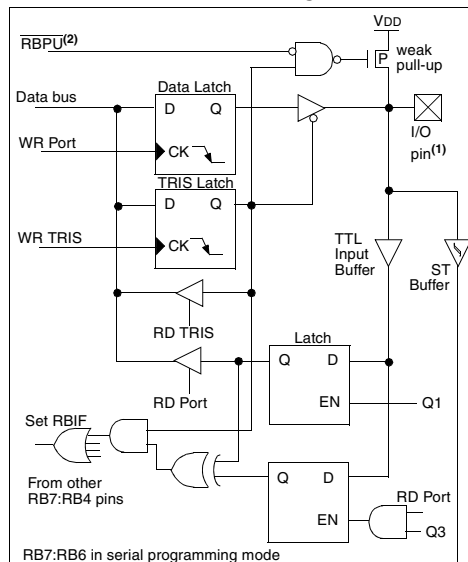 VDD
RBPU(2)
weak
pull-up
P
Data Latch
Data bus
D Q
WR Port
CK
I/O
pin(1)
TRIS Latch
D Q
WR TRIS
CK
TTL
Input
Buffer
ST
Buffer
RD TRIS
Latch
Q D
RD Port
EN
Q1
Set RBIF
From other
RB7:RB4 pins
Q D
RD Port
EN
Q3
RB7:RB6 in serial programming mode